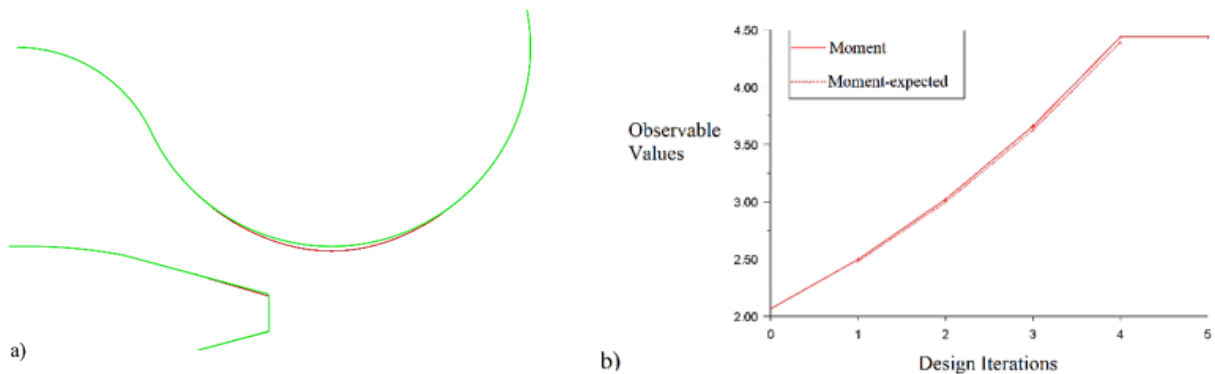 a)
b)
4.50
4.00
3.50
3.00
2.50
2.00
Moment
Moment-expected
Observable
Values
0 1 2 3 4 5
Design Iterations